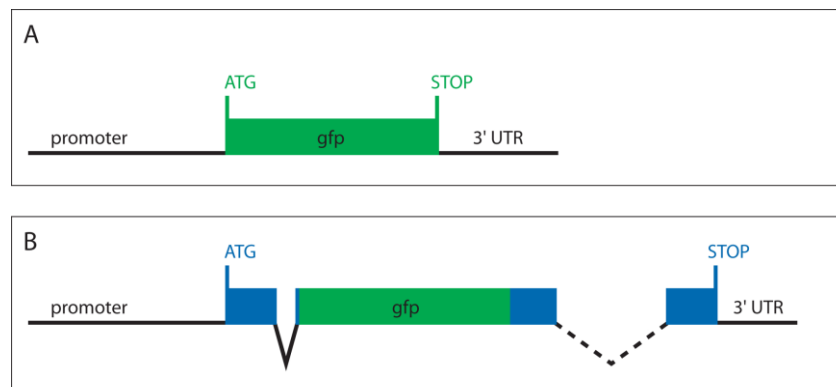 A
ATG
STOP
promoter
gfp
3' UTR
B
ATG
STOP
promoter
gfp
3' UTR